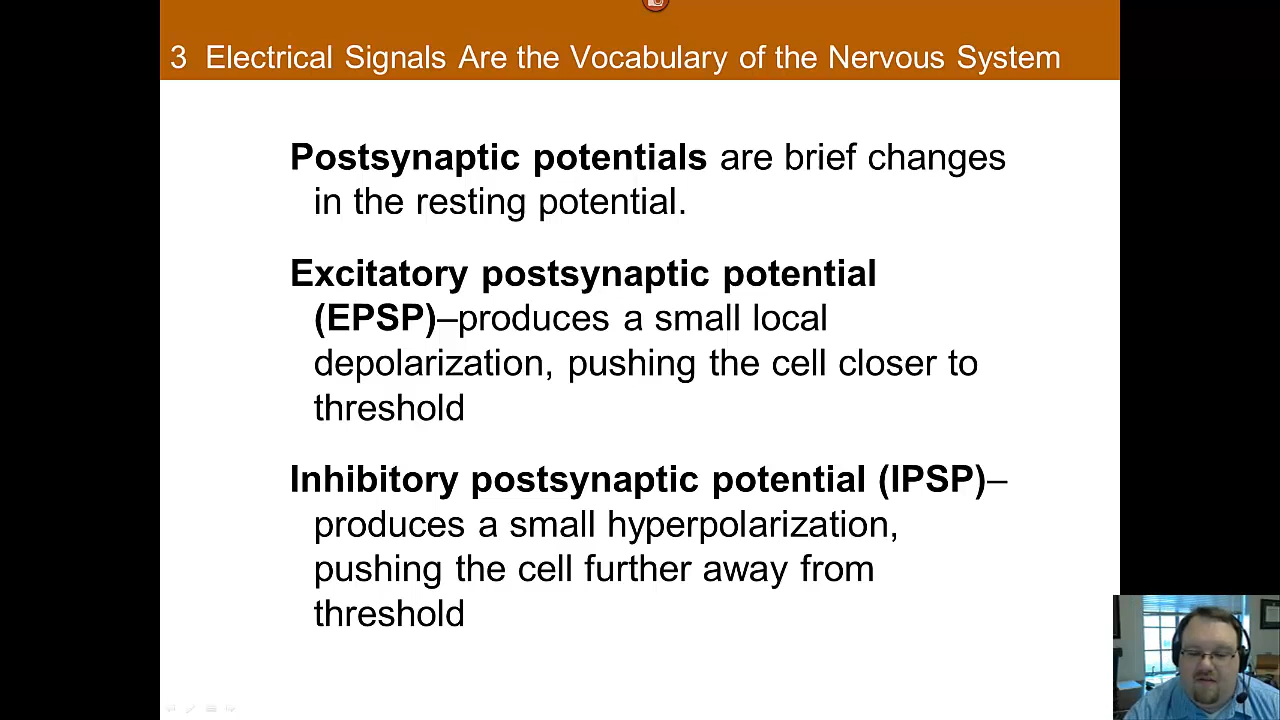 3 Electrical Signals Are the Vocabulary of the Nervous System
Postsynaptic potentials are brief changes
in the resting potential.
Excitatory postsynaptic potential
(EPSP)–produces a small local
depolarization, pushing the cell closer to
threshold
Inhibitory postsynaptic potential (IPSP)–
produces a small hyperpolarization,
pushing the cell further away from
threshold